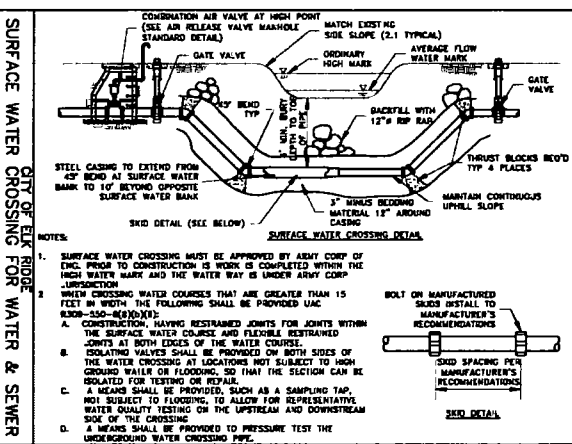 SURFACE WATER CROSSING FOR WATER & SEWER
CITY OF ELK RIDGE
COMBINATION AIR VALVE AT HIGH POINT
(SEE AIR RELEASE VALVE MANHOLE
STANDARD DETAIL)
GATE VALVE
MATCH EXISTING
SIDE SLOPE (2.1 TYPICAL)
ORDINARY
HIGH MARK
AVERAGE FLOW
WATER MARK
GATE
VALVE
45° BEND
TYP
MIN. BURY
DEPTH TO TOP
OF PIPE
BACKFILL WITH
12"ø RIP RAP
STEEL CASING TO EXTEND FROM
45° BEND AT SURFACE WATER
BANK TO 10' BEYOND OPPOSITE
SURFACE WATER BANK
THRUST BLOCKS REQ'D
TYP 4 PLACES
SKID DETAIL (SEE BELOW)
3" MINUS BEDDING
MATERIAL 12" AROUND
CASING
MAINTAIN CONTINUOUS
UPHILL SLOPE
SURFACE WATER CROSSING DETAIL
NOTES:
1. SURFACE WATER CROSSING MUST BE APPROVED BY ARMY CORP OF
ENG. PRIOR TO CONSTRUCTION IS WORK IS COMPLETED WITHIN THE
HIGH WATER MARK AND THE WATER WAY IS UNDER ARMY CORP
JURISDICTION
2 WHEN CROSSING WATER COURSES THAT ARE GREATER THAN 15
FEET IN WIDTH THE FOLLOWING SHALL BE PROVIDED UAC
R309-550-8(8)(b)(ii):
A. CONSTRUCTION, HAVING RESTRAINED JOINTS FOR JOINTS WITHIN
THE SURFACE WATER COURSE AND FLEXIBLE RESTRAINED
JOINTS AT BOTH EDGES OF THE WATER COURSE.
B. ISOLATING VALVES SHALL BE PROVIDED ON BOTH SIDES OF
THE WATER CROSSING AT LOCATIONS NOT SUBJECT TO HIGH
GROUND WATER OR FLOODING, SO THAT THE SECTION CAN BE
ISOLATED FOR TESTING OR REPAIR.
C. A MEANS SHALL BE PROVIDED, SUCH AS A SAMPLING TAP,
NOT SUBJECT TO FLOODING, TO ALLOW FOR REPRESENTATIVE
WATER QUALITY TESTING ON THE UPSTREAM AND DOWNSTREAM
SIDE OF THE CROSSING
D. A MEANS SHALL BE PROVIDED TO PRESSURE TEST THE
UNDERGROUND WATER CROSSING PIPE.
BOLT ON MANUFACTURED
SKIDS INSTALL TO
MANUFACTURER'S
RECOMMENDATIONS
SKID SPACING PER
MANUFACTURER'S
RECOMMENDATIONS.
SKID DETAIL